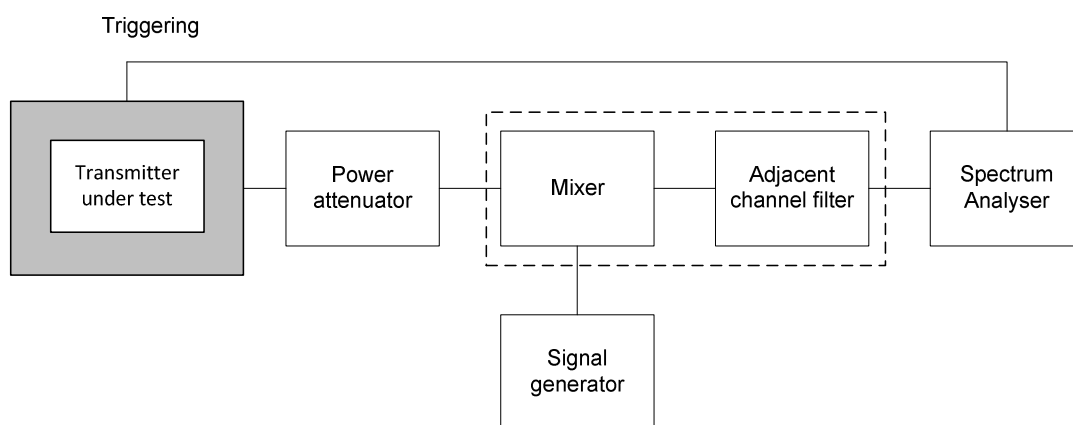 Triggering
Transmitter
under test
Power
attenuator
Mixer
Adjacent
channel filter
Spectrum
Analyser
Signal
generator